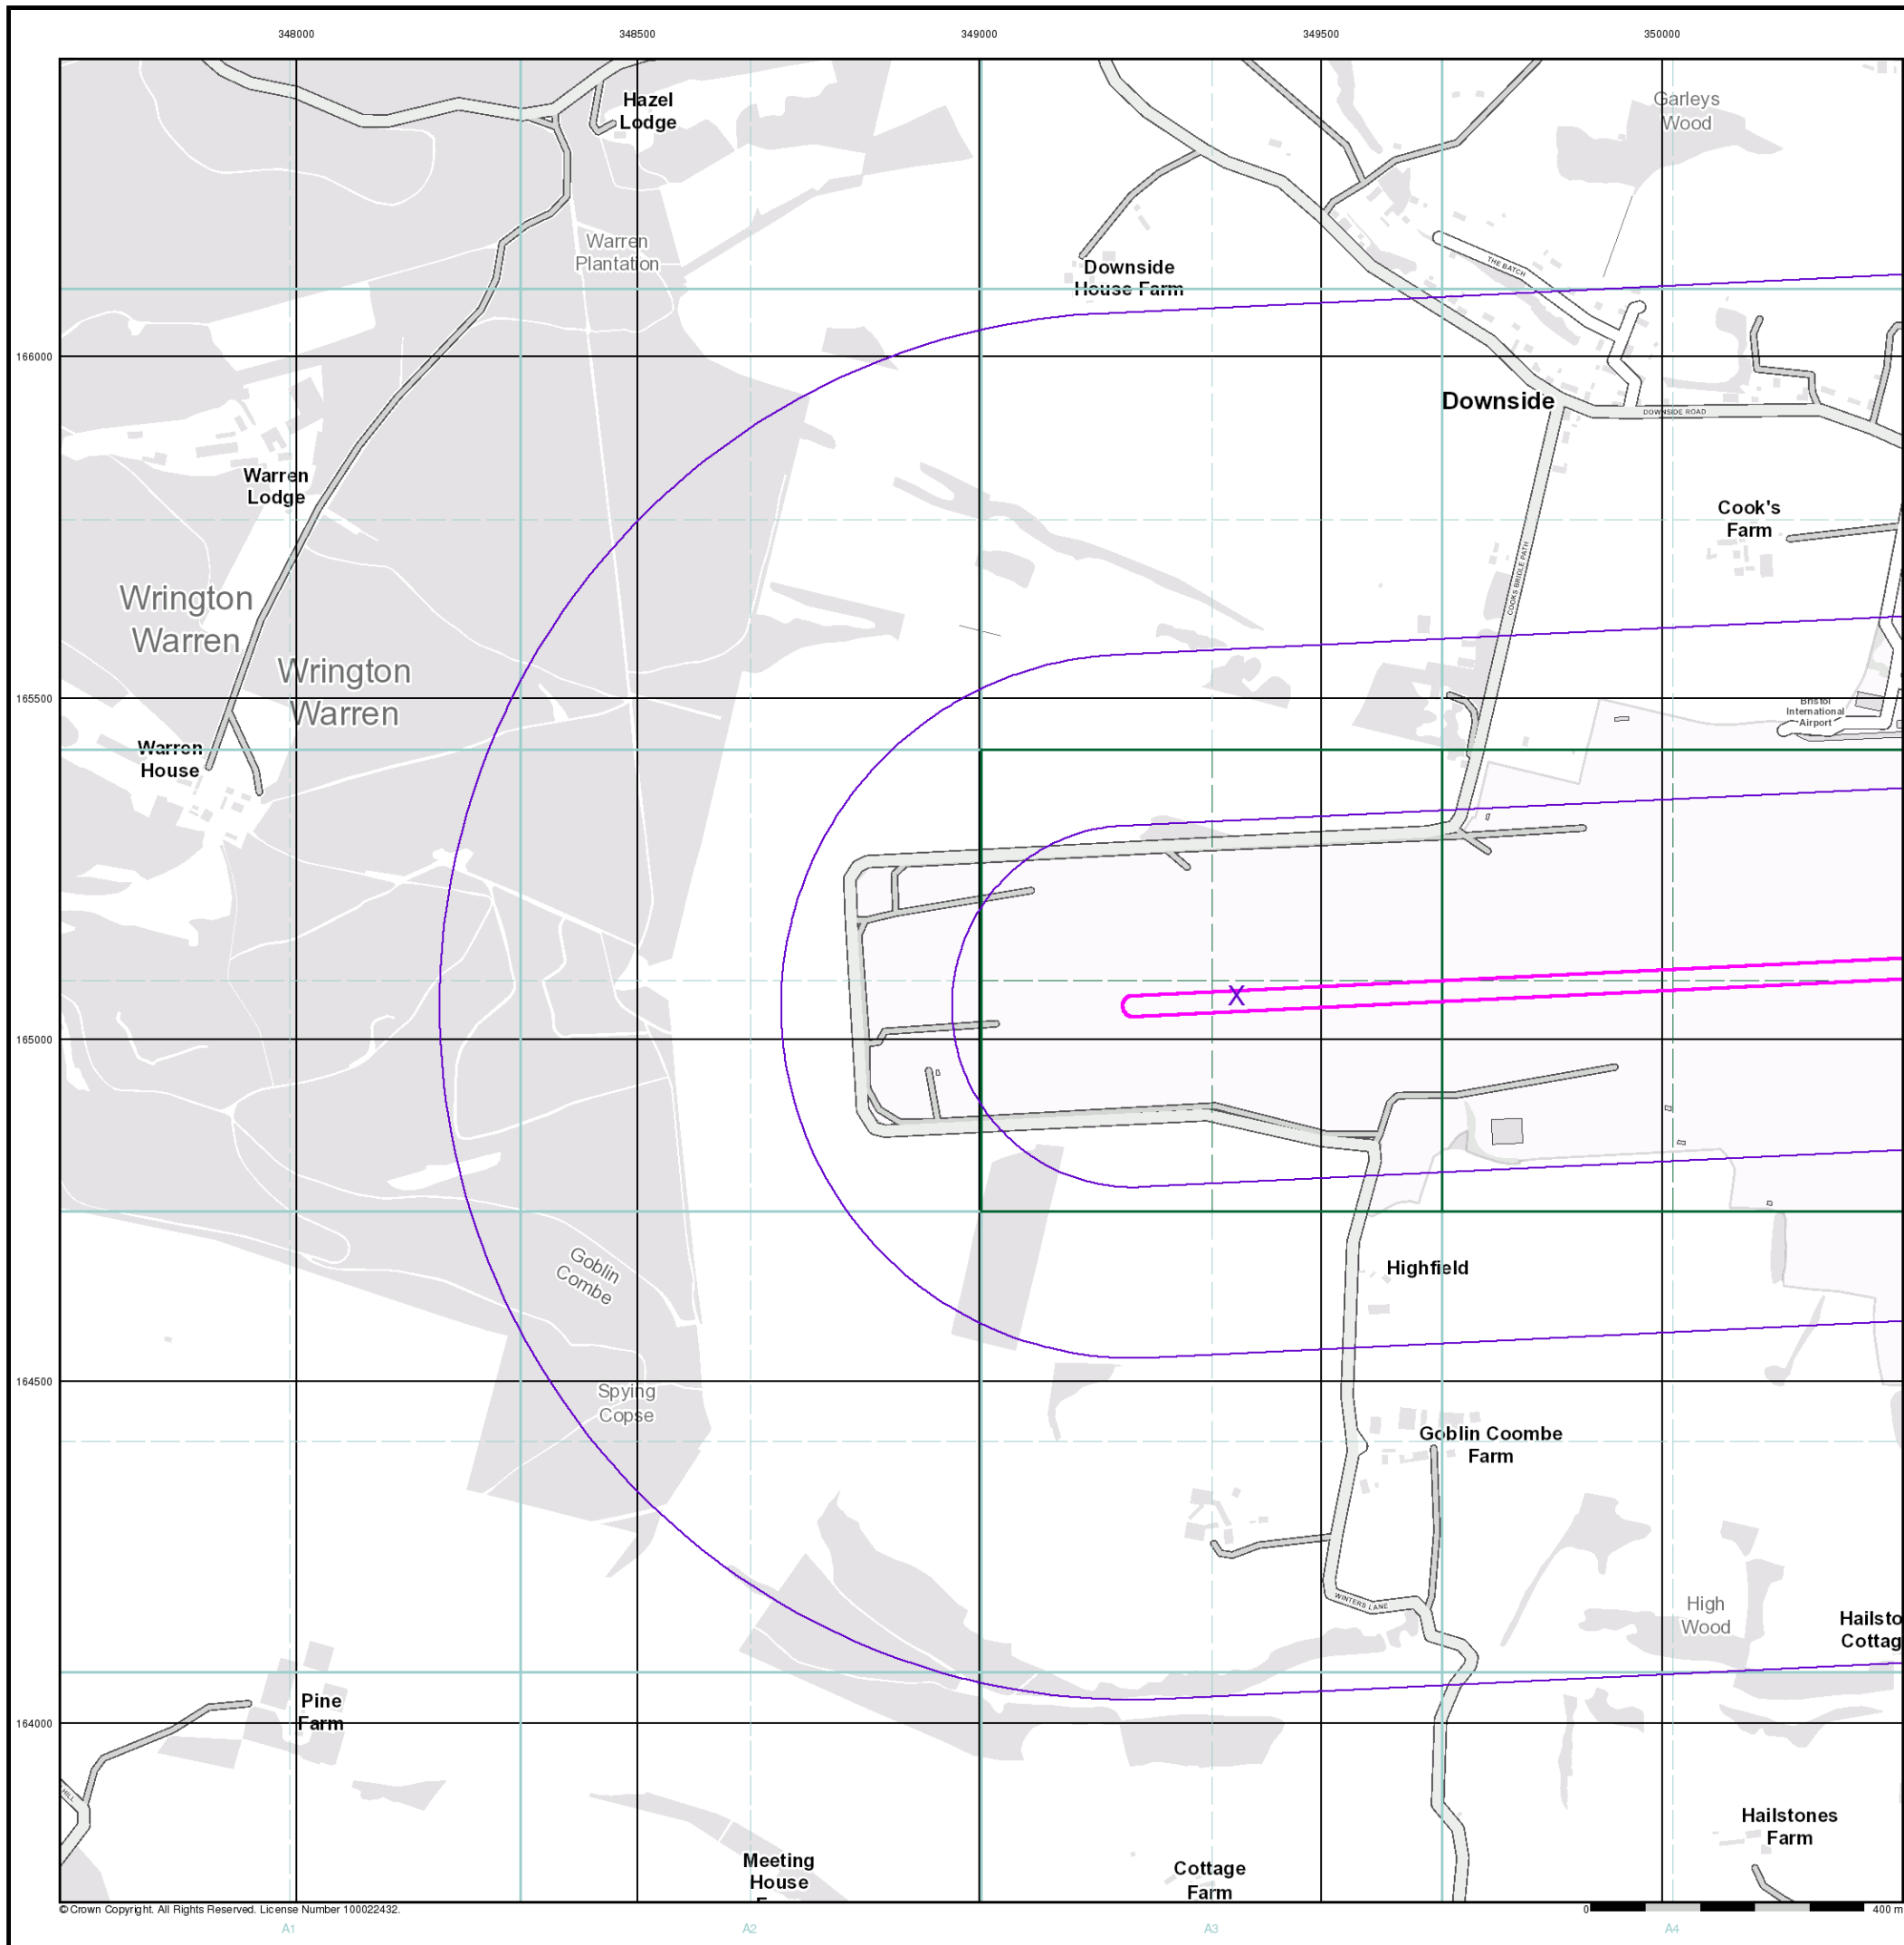 348000 348500 349000 349500 350000
Hazel
Lodge
Garleys
Wood
Warren
Plantation
Downside
House Farm
THE BATCH
166000
Downside
DOWNSIDE ROAD
Warren
Lodge
Cook's
Farm
COOKS BRIDLE PATH
Wrington
Warren
Wrington
Warren
165500
Bristol
International
Airport
Warren
House
X
165000
Goblin
Combe
Highfield
164500
Spying
Copse
Goblin Coombe
Farm
WINTERS LANE
High
Wood
Hailsto
Cottag
Pine
Farm
164000
HILL
Hailstones
Farm
Meeting
House
Cottage
Farm
© Crown Copyright. All Rights Reserved. License Number 100022432.
0 400 m
A1 A2 A3 A4